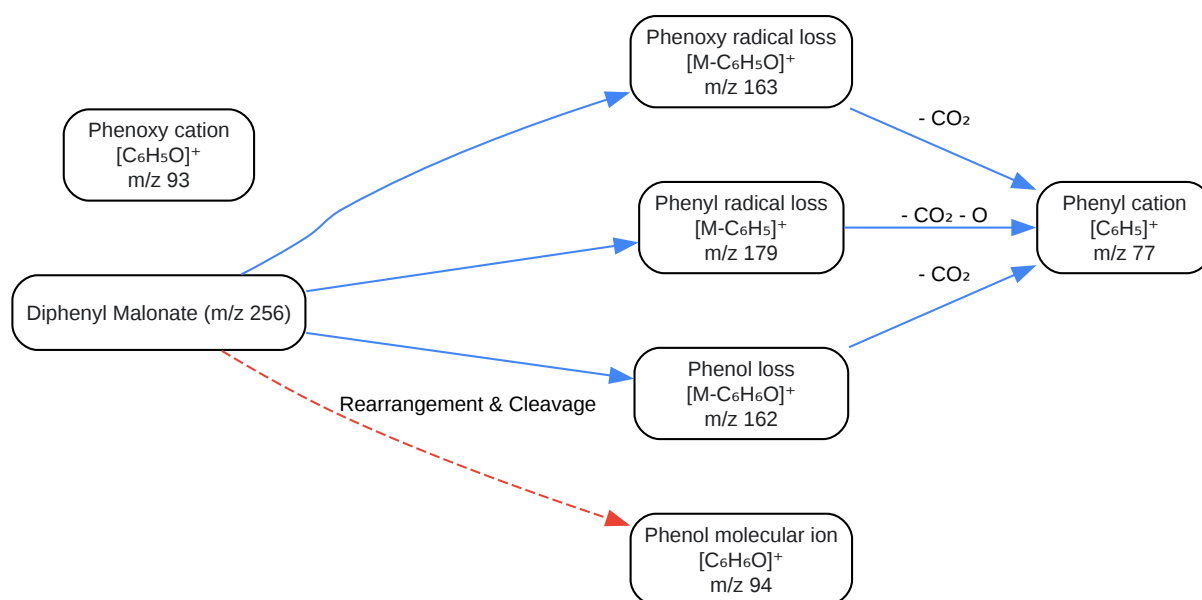 Phenoxy radical loss
[M-C₆H₅O]⁺
m/z 163
Phenoxy cation
[C₆H₅O]⁺
m/z 93
- CO₂
Phenyl radical loss
[M-C₆H₅]⁺
m/z 179
- CO₂ - O
Phenyl cation
[C₆H₅]⁺
m/z 77
- CO₂
Diphenyl Malonate (m/z 256)
Phenol loss
[M-C₆H₆O]⁺
m/z 162
Rearrangement & Cleavage
Phenol molecular ion
[C₆H₆O]⁺
m/z 94